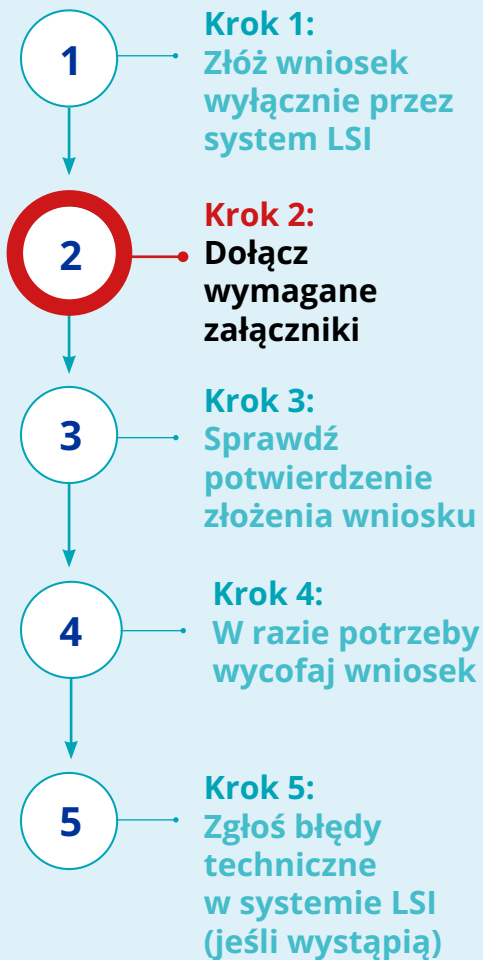 1
Krok 1:
Złóż wniosek
wyłącznie przez
system LSI
2
Krok 2:
Dołącz
wymagane
załączniki
3
Krok 3:
Sprawdź
potwierdzenie
złożenia wniosku
4
Krok 4:
W razie potrzeby
wycofaj wniosek
5
Krok 5:
Zgłoś błędy
techniczne
w systemie LSI
(jeśli wystąpią)